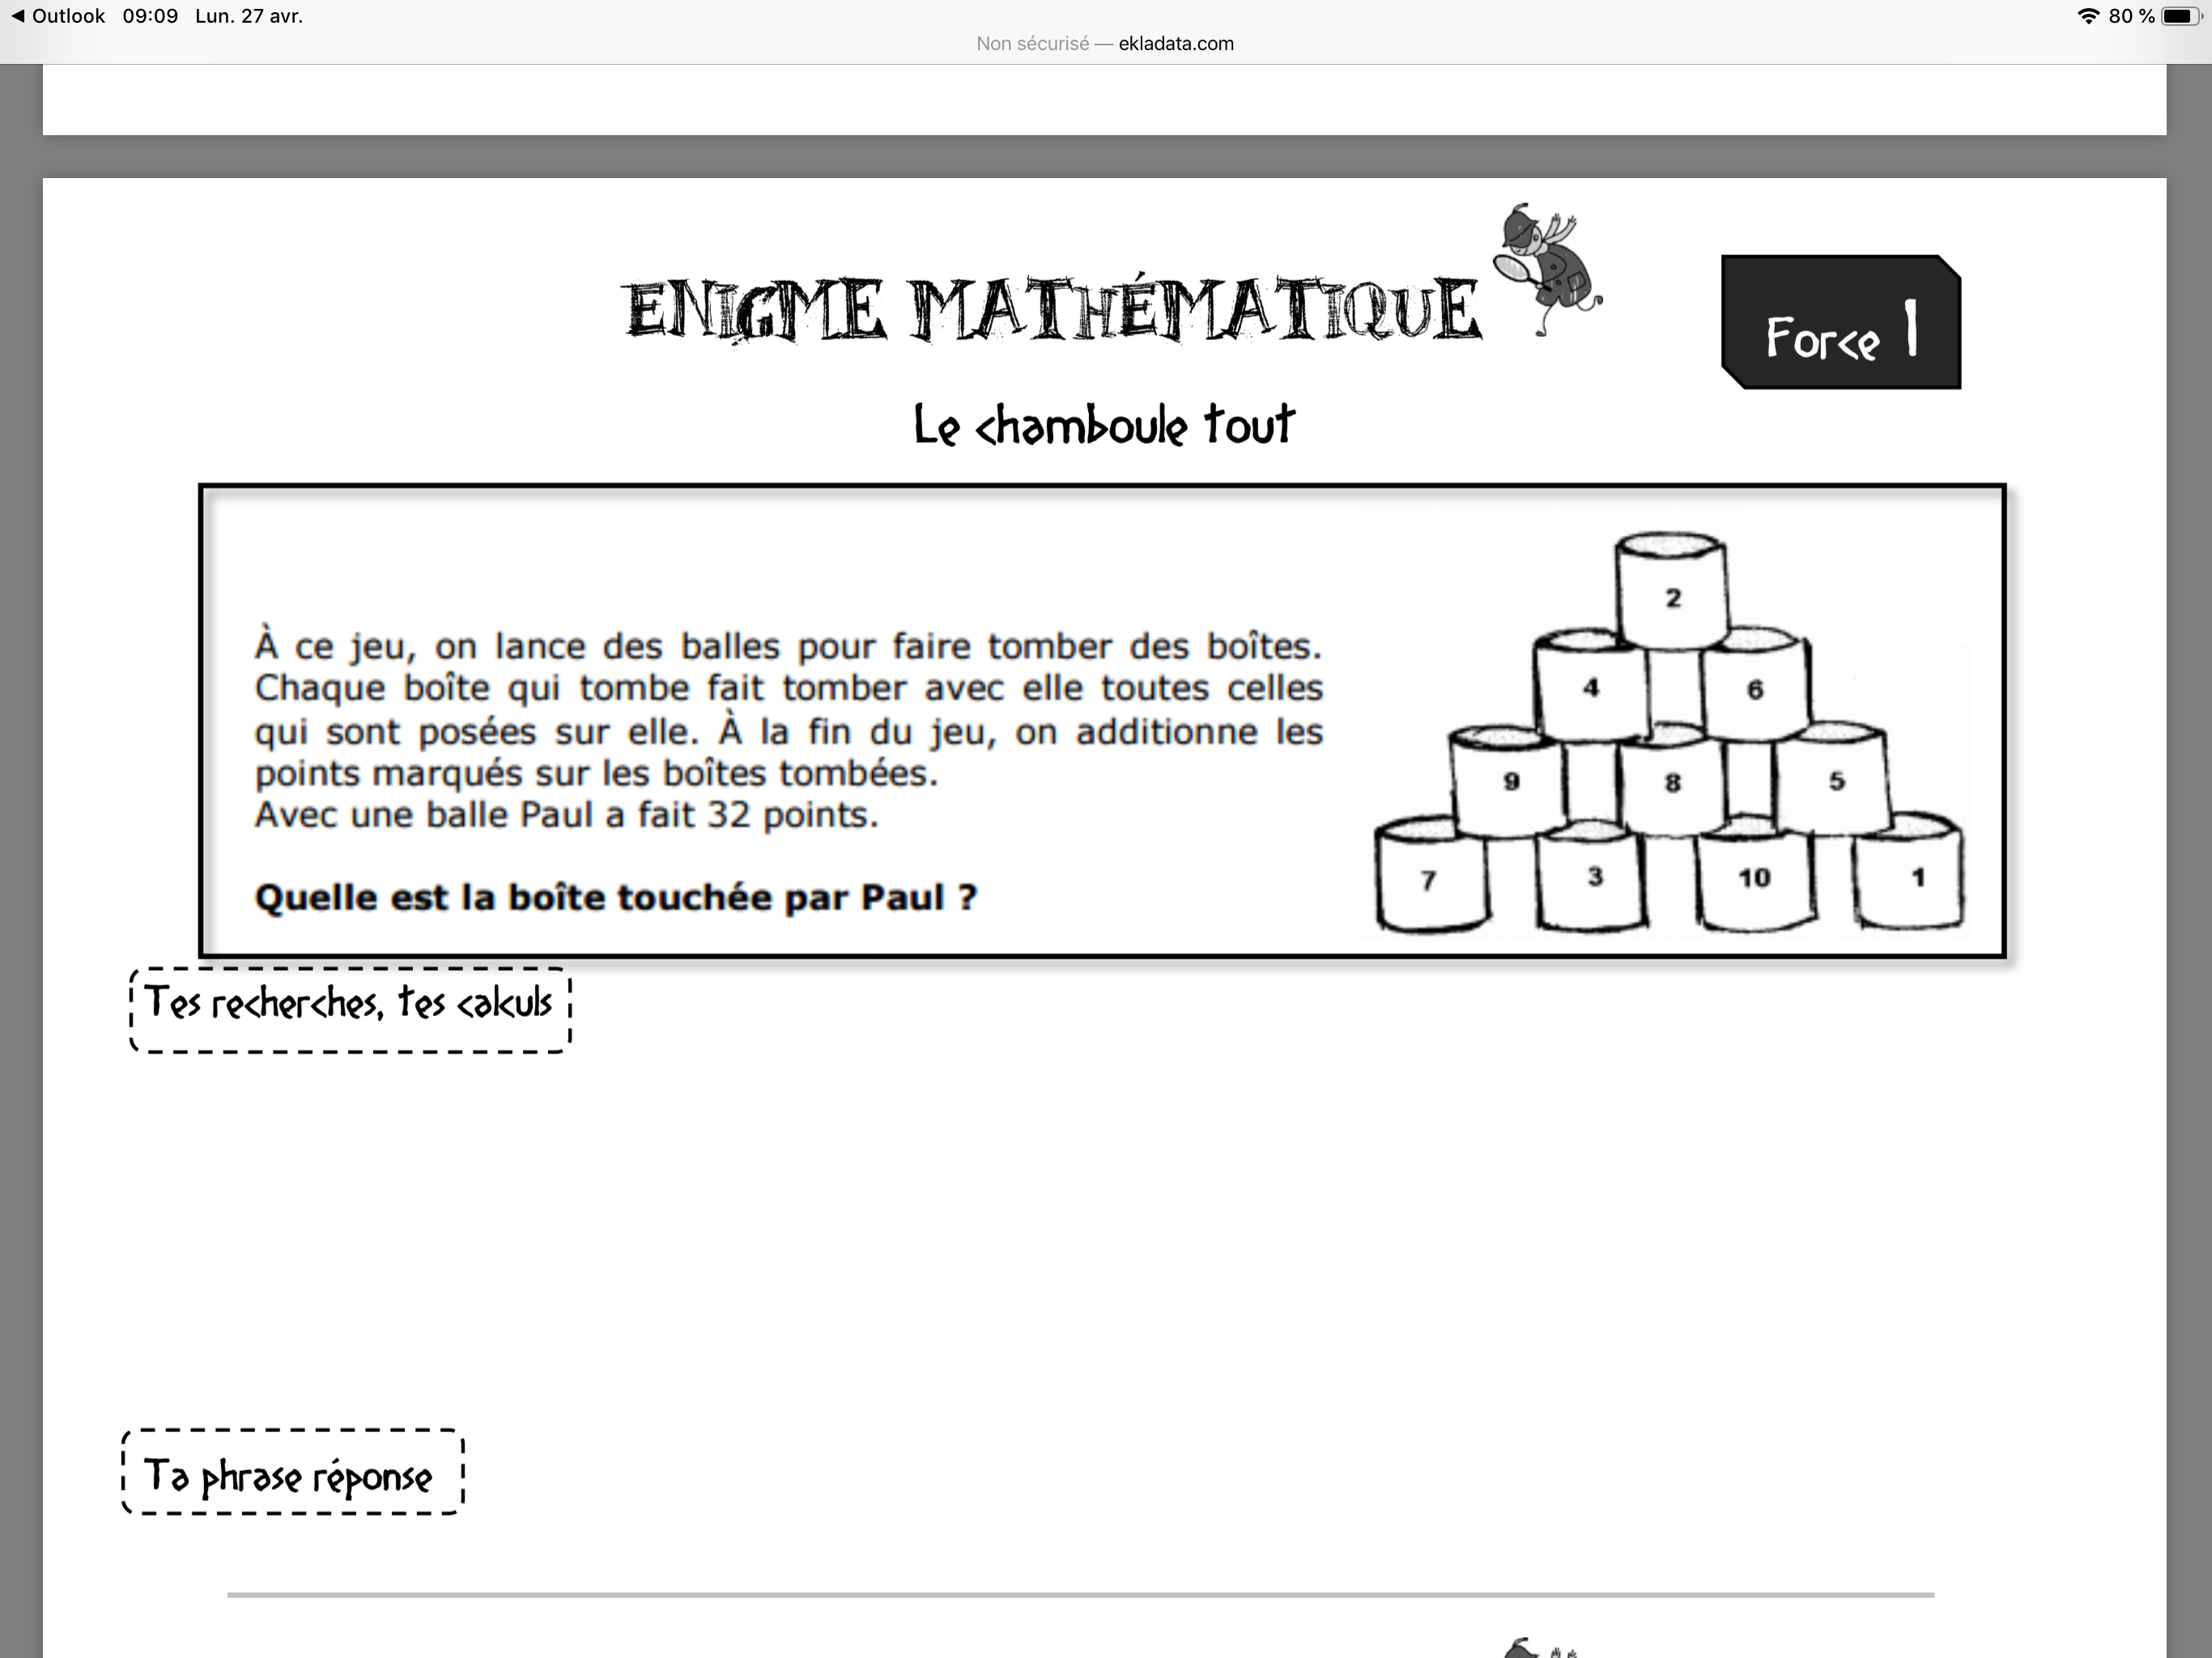 ◀ Outlook 09:09 Lun. 27 avr. 80 %
Non sécurisé — ekladata.com
ENIGME MATHÉMATIQUE
Force 1
Le chamboule tout
À ce jeu, on lance des balles pour faire tomber des boîtes.
Chaque boîte qui tombe fait tomber avec elle toutes celles
qui sont posées sur elle. À la fin du jeu, on additionne les
points marqués sur les boîtes tombées.
Avec une balle Paul a fait 32 points.
Quelle est la boîte touchée par Paul ?
2
4 6
9 8 5
7 3 10 1
Tes recherches, tes calculs
Ta phrase réponse